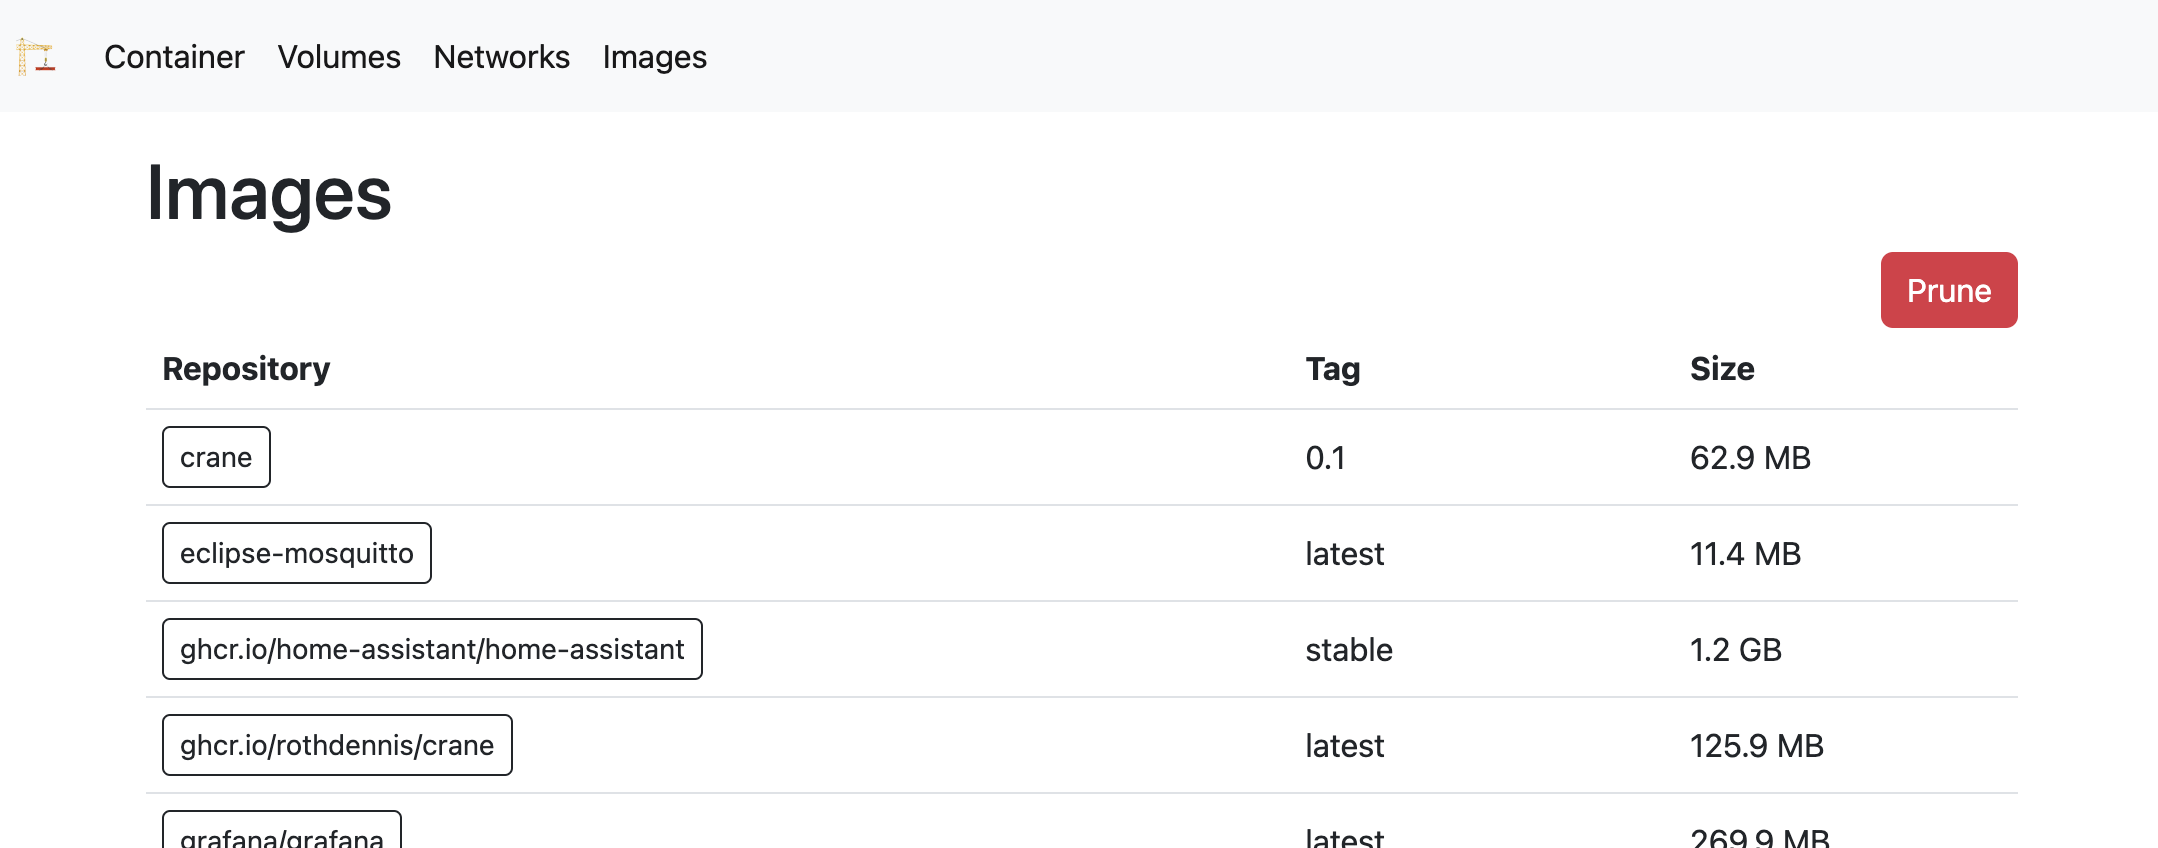 Container Volumes Networks Images
Images
Prune
Repository Tag Size
crane 0.1 62.9 MB
eclipse-mosquitto latest 11.4 MB
ghcr.io/home-assistant/home-assistant stable 1.2 GB
ghcr.io/rothdennis/crane latest 125.9 MB
grafana/grafana latest 269.9 MB